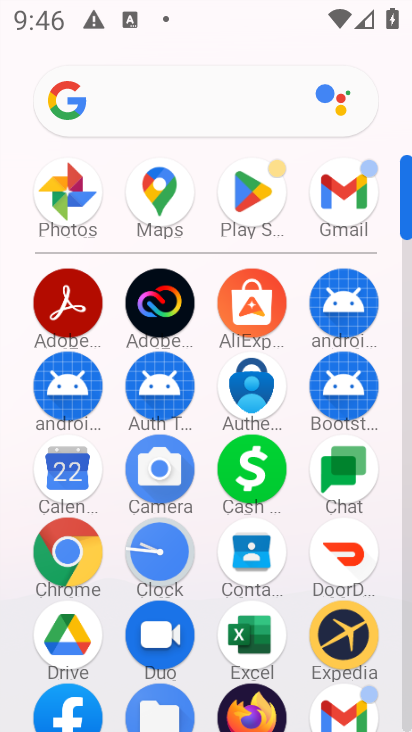 9:46
Photos Maps Play S... Gmail
Adobe... Adobe... AliExp... androi...
androi... Auth T... Authe... Bootst...
22
Calen... Camera Cash ... Chat
Chrome Clock Conta... DoorD...
Drive Duo Excel Expedia